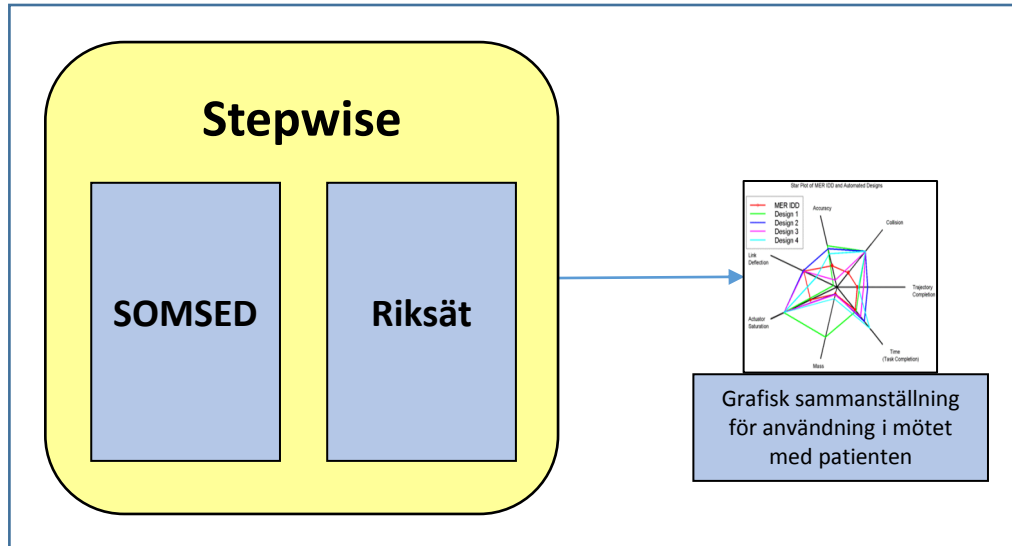 Stepwise
SOMSED
Riksät
Star Plot of MER IDD and Automated Designs
MER IDD
Design 1
Design 2
Design 3
Design 4
Accuracy
Collision
Link
Deflection
Trajectory
Completion
Actuator
Saturation
Time
(Task Completion)
Mass
Grafisk sammanställning
för användning i mötet
med patienten